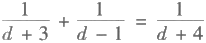 1/(d + 3) + 1/(d − 1) = 1/(d + 4)